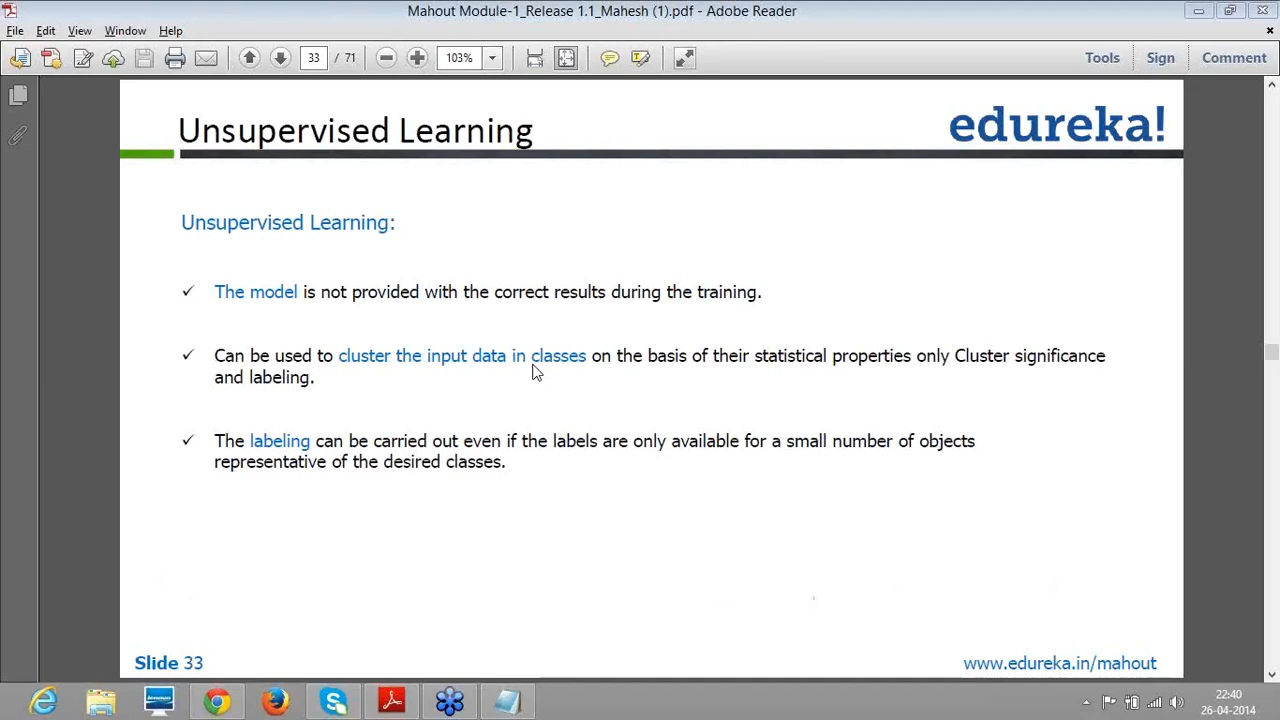 Mahout Module-1_Release 1.1_Mahesh (1).pdf - Adobe Reader
File Edit View Window Help
33 / 71 103% Tools Sign Comment
Unsupervised Learning edureka!
Unsupervised Learning:
✓ The model is not provided with the correct results during the training.
✓ Can be used to cluster the input data in classes on the basis of their statistical properties only Cluster significance
and labeling.
✓ The labeling can be carried out even if the labels are only available for a small number of objects
representative of the desired classes.
Slide 33 www.edureka.in/mahout
22:40
26-04-2014